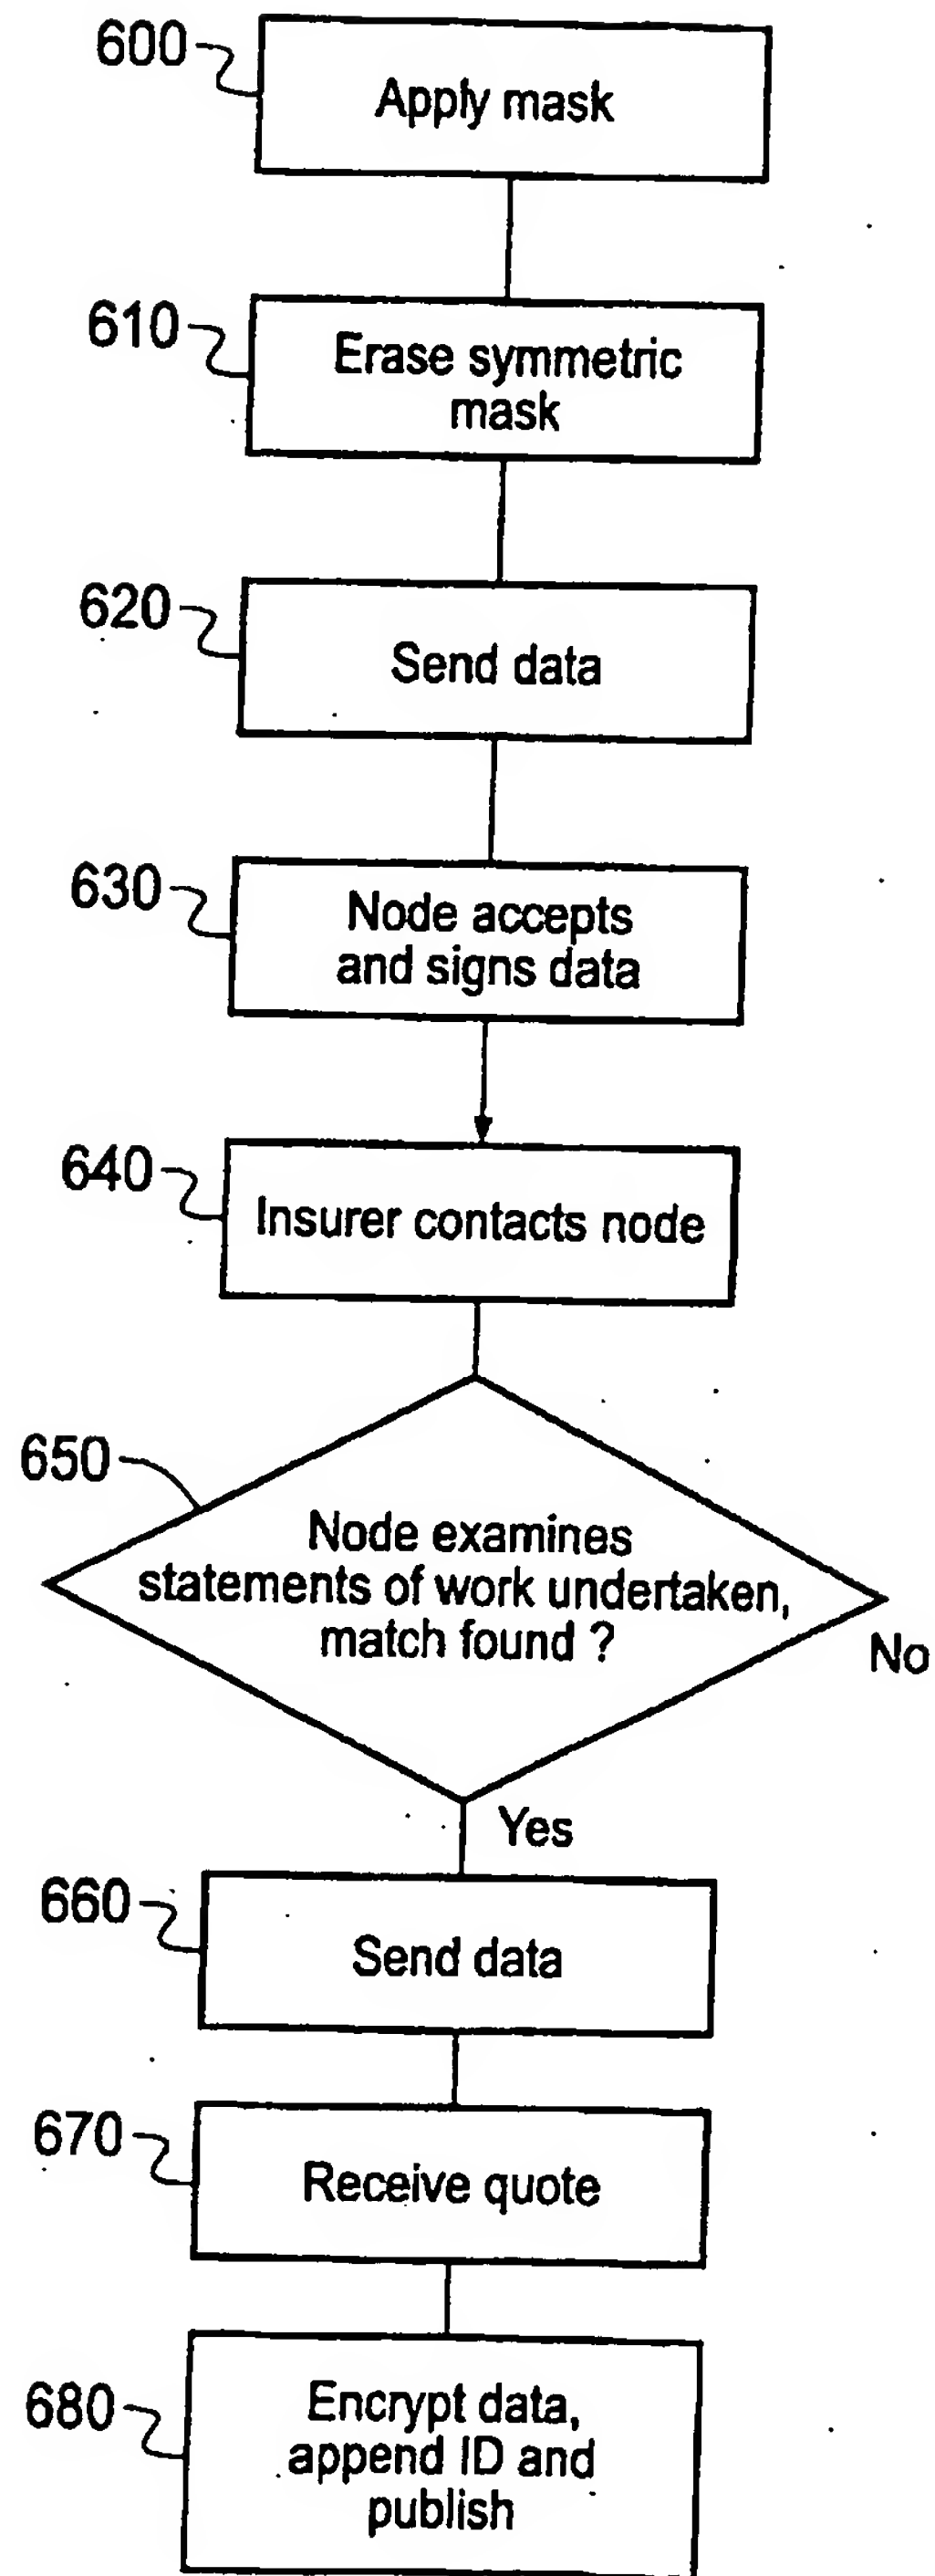 600
Apply mask
610
Erase symmetric
mask
620
Send data
630
Node accepts
and signs data
640
Insurer contacts node
650
Node examines
statements of work undertaken,
match found ?
No
Yes
660
Send data
670
Receive quote
680
Encrypt data,
append ID and
publish